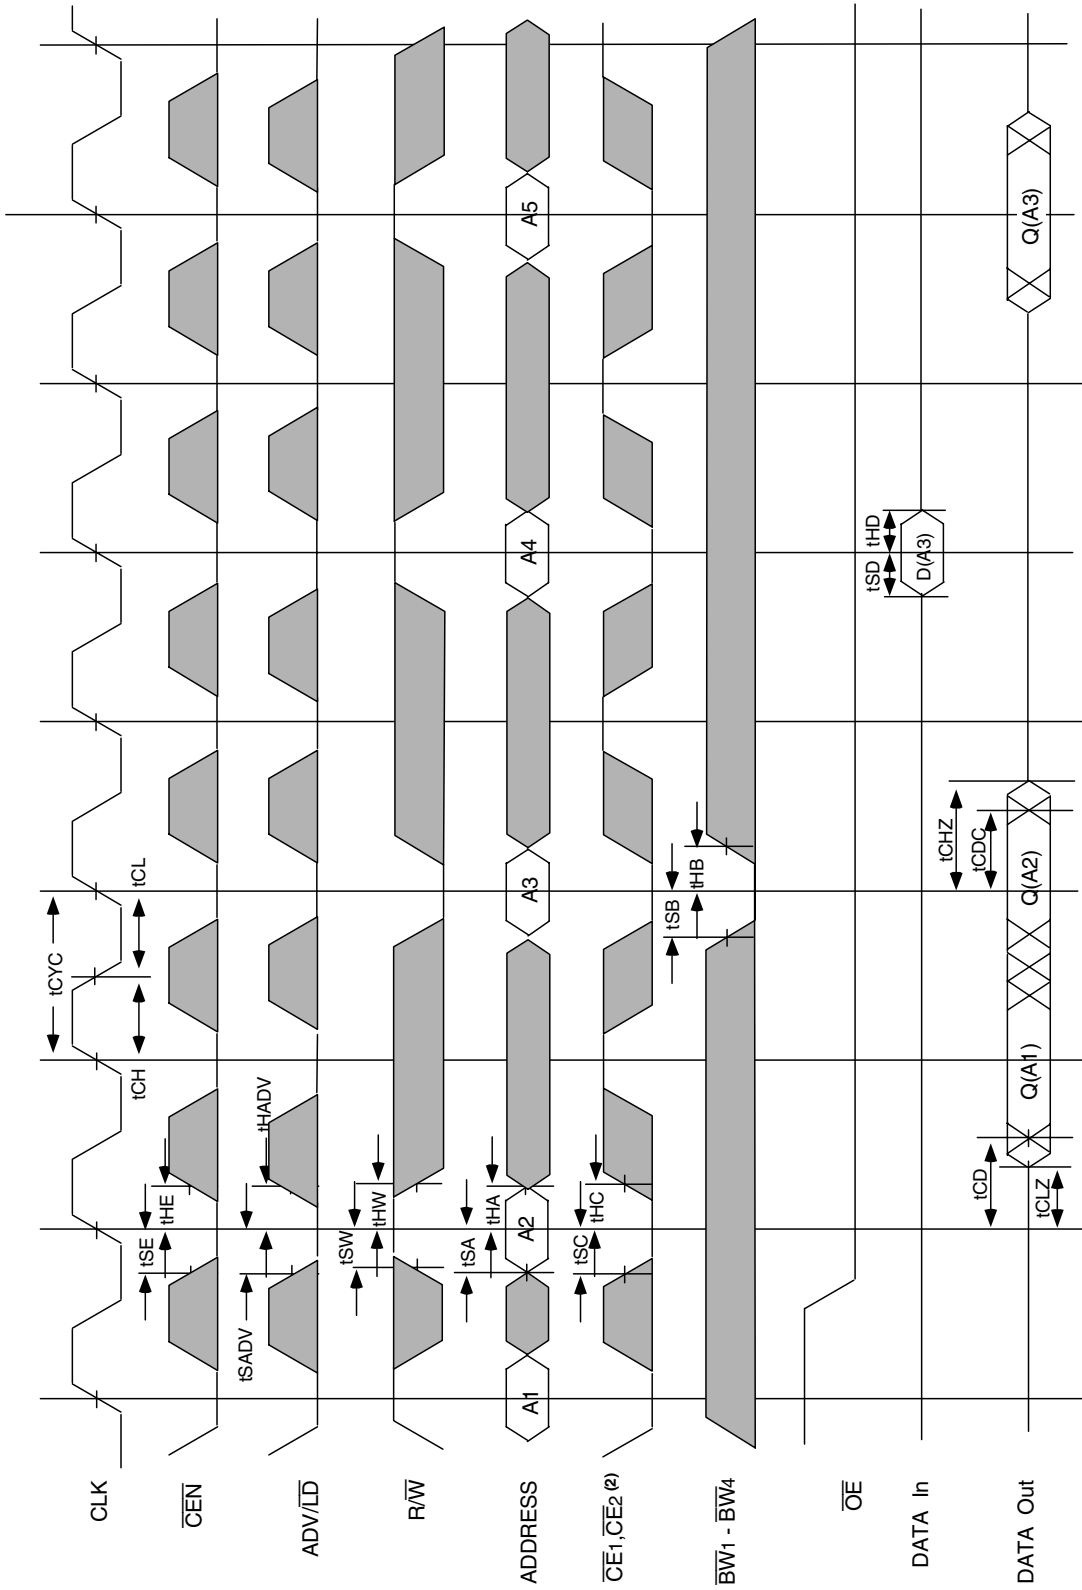 CLK
tCYC
tCH
tCL
CEN
tSE
tHE
ADV/LD
tSADV
tHADV
R/W
tSW
tHW
ADDRESS
A1
A2
A3
A4
A5
tSA
tHA
CE1,CE2 (2)
tSC
tHC
BW1 - BW4
tSB
tHB
OE
DATA In
tSD
tHD
D(A3)
DATA Out
tCD
tCLZ
Q(A1)
Q(A2)
tCHZ
tCDC
Q(A3)